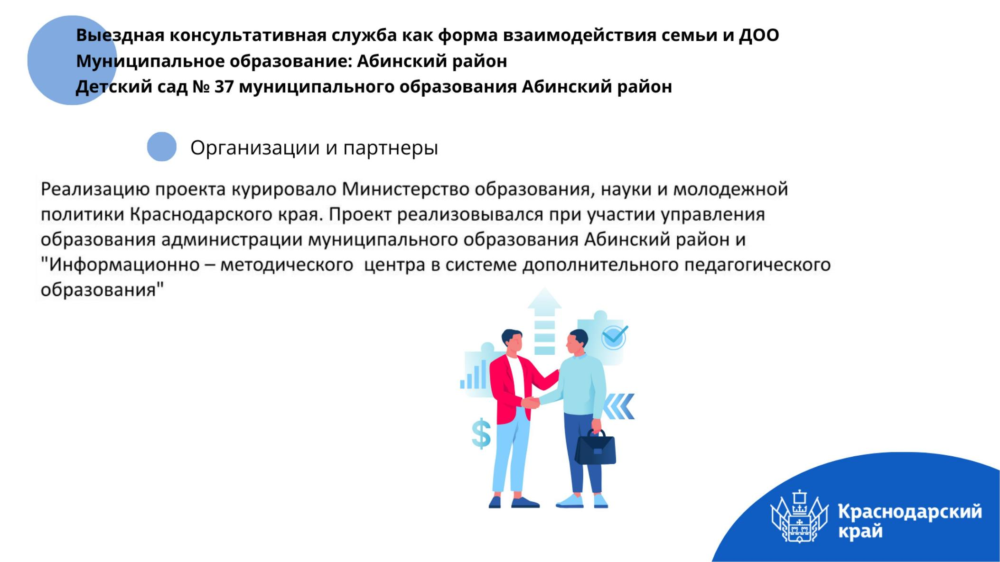 Выездная консультативная служба как форма взаимодействия семьи и ДОО
Муниципальное образование: Абинский район
Детский сад № 37 муниципального образования Абинский район
Организации и партнеры
Реализацию проекта курировало Министерство образования, науки и молодежной
политики Краснодарского края. Проект реализовывался при участии управления
образования администрации муниципального образования Абинский район и
"Информационно – методического  центра в системе дополнительного педагогического
образования"
$
Краснодарский
край